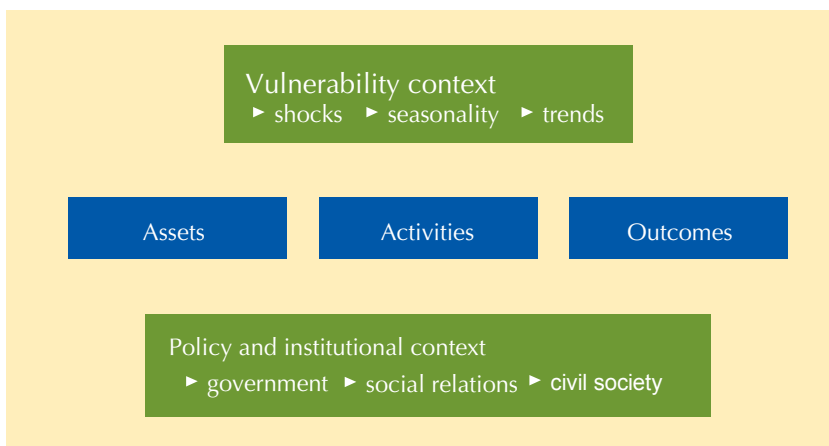 Vulnerability context
► shocks ► seasonality ► trends
Assets Activities Outcomes
Policy and institutional context
► government ► social relations ► civil society